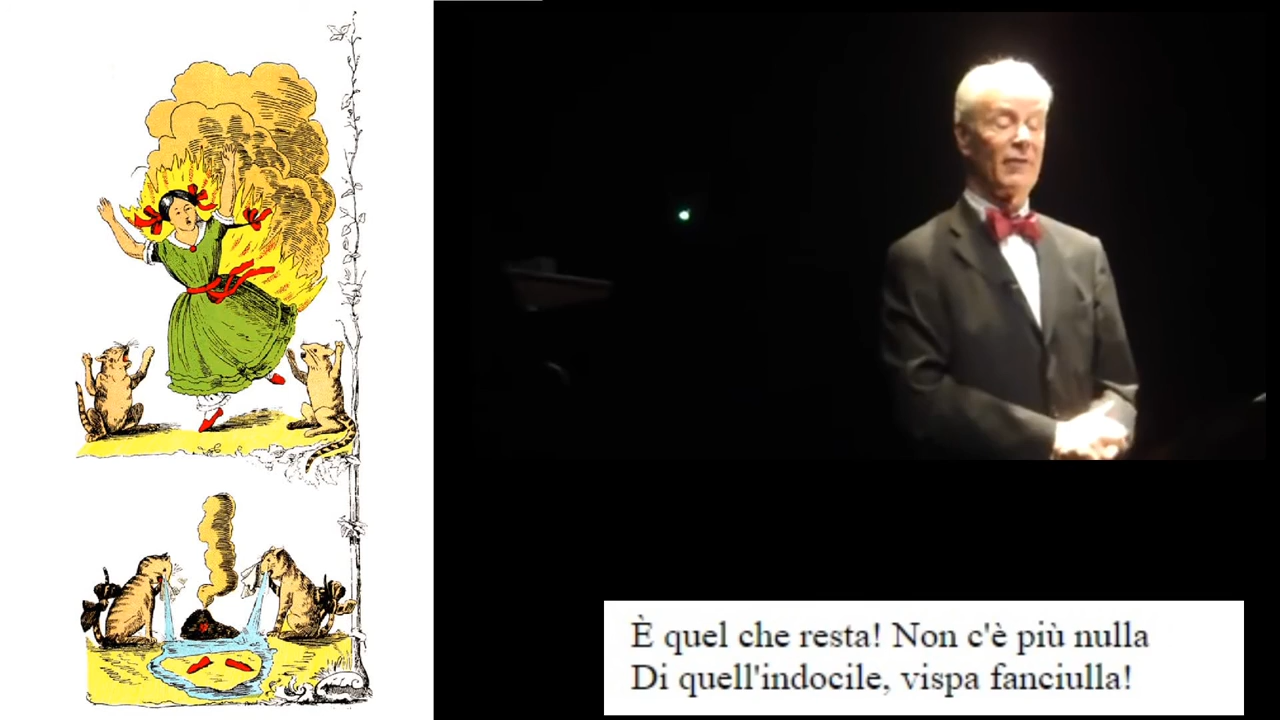 È quel che resta! Non c'è più nulla
Di quell'indocile, vispa fanciulla!